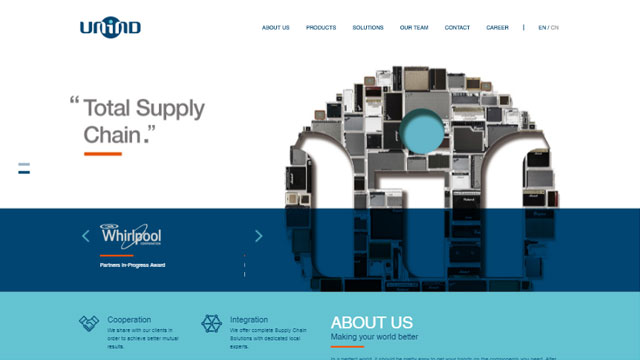 UNIND
ABOUT US
PRODUCTS
SOLUTIONS
OUR TEAM
CONTACT
CAREER
EN / CN
“ Total Supply
Chain.”
Whirlpool
CORPORATION
Partners In-Progress Award
Cooperation
We share with our clients in
order to achieve better mutual
results.
Integration
We offer complete Supply Chain
Solutions with dedicated local
experts.
ABOUT US
Making your world better